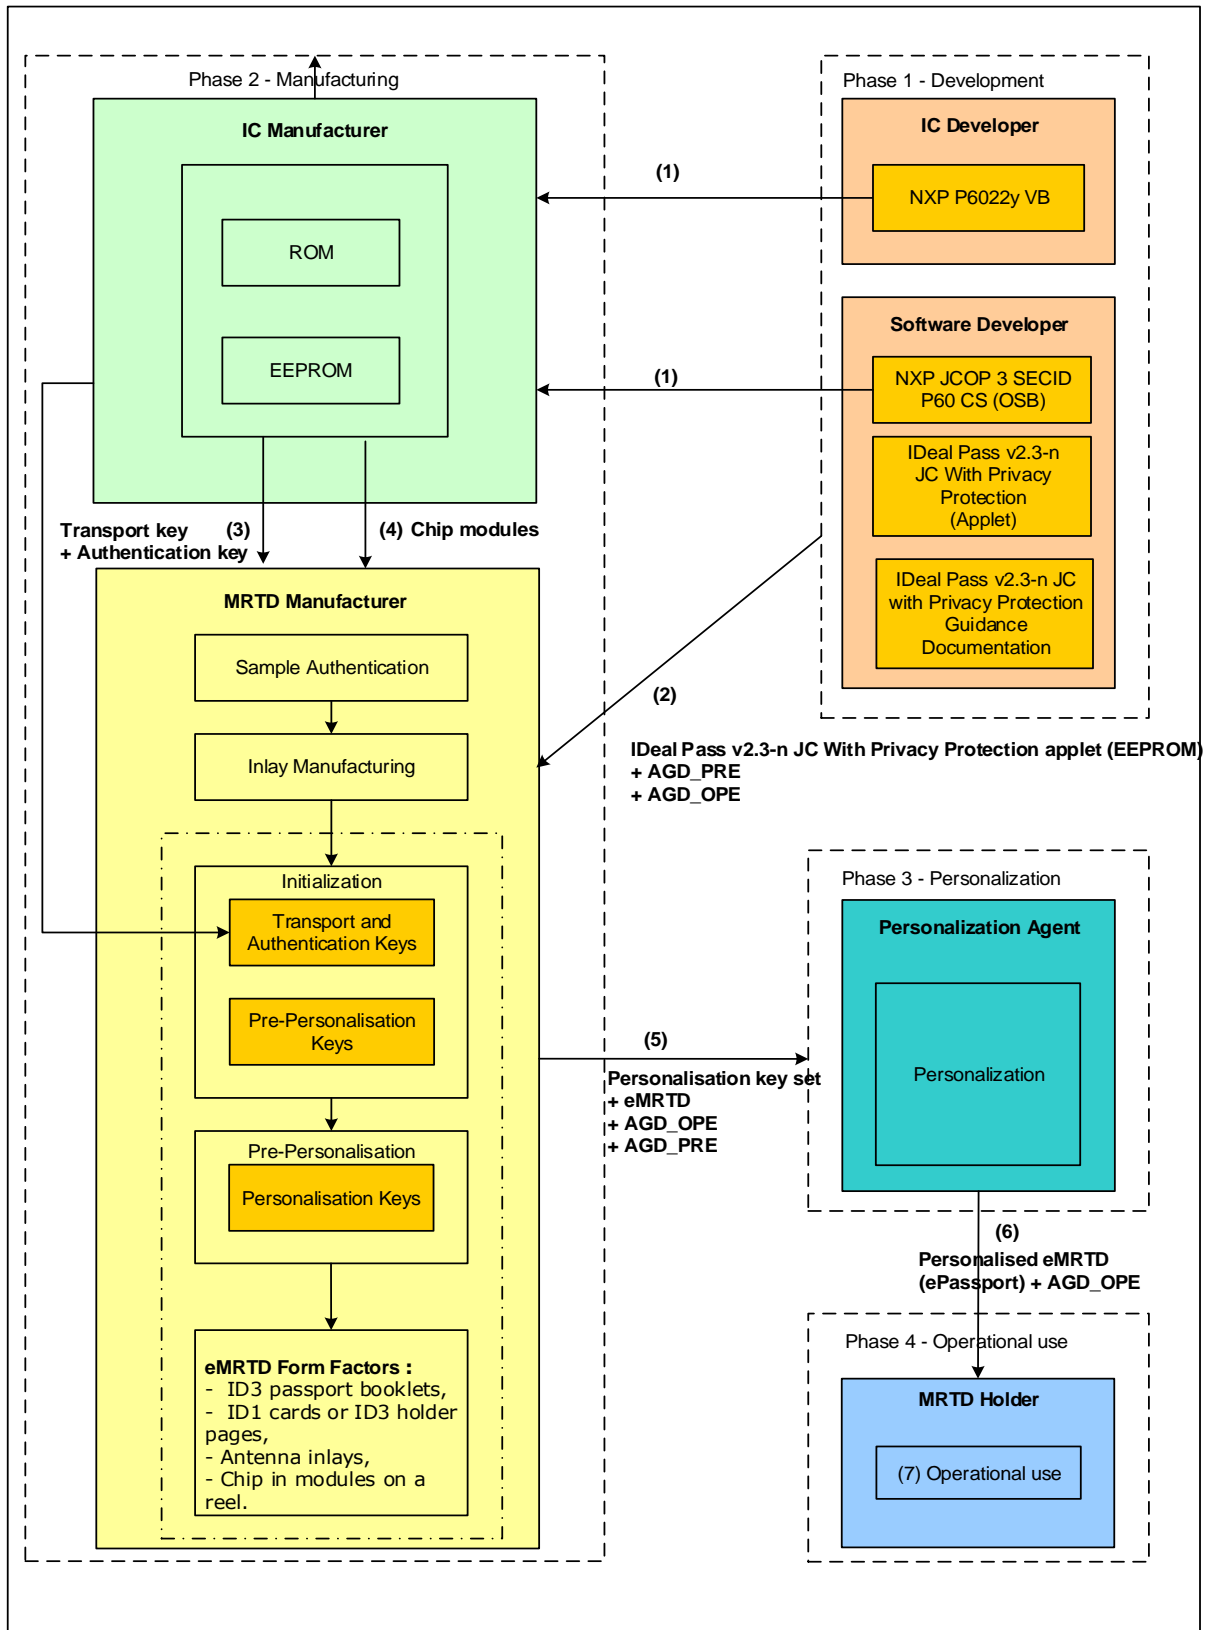 Phase 2 - Manufacturing
IC Manufacturer
ROM
EEPROM
Transport key
+ Authentication key
(3)
(4) Chip modules
MRTD Manufacturer
Sample Authentication
Inlay Manufacturing
Initialization
Transport and
Authentication Keys
Pre-Personalisation
Keys
Pre-Personalisation
Personalisation Keys
eMRTD Form Factors :
- ID3 passport booklets,
- ID1 cards or ID3 holder
pages,
- Antenna inlays,
- Chip in modules on a
reel.
Phase 1 - Development
IC Developer
NXP P6022y VB
(1)
Software Developer
NXP JCOP 3 SECID
P60 CS (OSB)
(1)
IDeal Pass v2.3-n
JC With Privacy
Protection
(Applet)
IDeal Pass v2.3-n JC
with Privacy Protection
Guidance
Documentation
(2)
IDeal Pass v2.3-n JC With Privacy Protection applet (EEPROM)
+ AGD_PRE
+ AGD_OPE
(5)
Personalisation key set
+ eMRTD
+ AGD_OPE
+ AGD_PRE
Phase 3 - Personalization
Personalization Agent
Personalization
(6)
Personalised eMRTD
(ePassport) + AGD_OPE
Phase 4 - Operational use
MRTD Holder
(7) Operational use